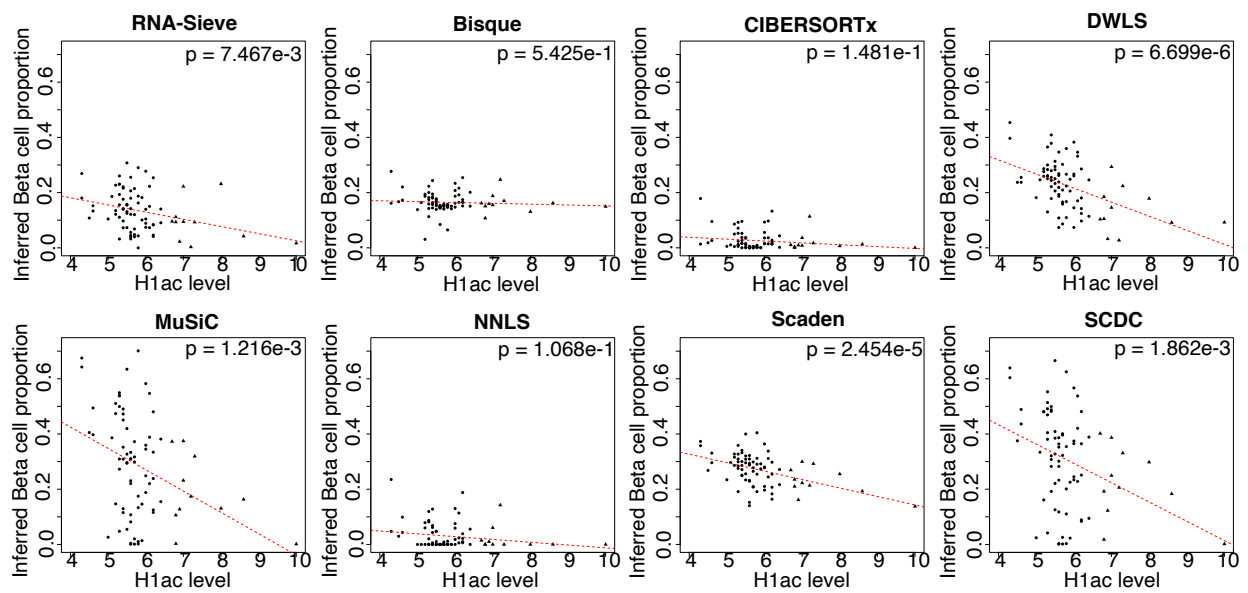 RNA-Sieve
p = 7.467e-3
Inferred Beta cell proportion
0.0 0.2 0.4 0.6
4 5 6 7 8 9 10
H1ac level
Bisque
p = 5.425e-1
Inferred Beta cell proportion
0.0 0.2 0.4 0.6
4 5 6 7 8 9 10
H1ac level
CIBERSORTx
p = 1.481e-1
Inferred Beta cell proportion
0.0 0.2 0.4 0.6
4 5 6 7 8 9 10
H1ac level
DWLS
p = 6.699e-6
Inferred Beta cell proportion
0.0 0.2 0.4 0.6
4 5 6 7 8 9 10
H1ac level
MuSiC
p = 1.216e-3
Inferred Beta cell proportion
0.0 0.2 0.4 0.6
4 5 6 7 8 9 10
H1ac level
NNLS
p = 1.068e-1
Inferred Beta cell proportion
0.0 0.2 0.4 0.6
4 5 6 7 8 9 10
H1ac level
Scaden
p = 2.454e-5
Inferred Beta cell proportion
0.0 0.2 0.4 0.6
4 5 6 7 8 9 10
H1ac level
SCDC
p = 1.862e-3
Inferred Beta cell proportion
0.0 0.2 0.4 0.6
4 5 6 7 8 9 10
H1ac level